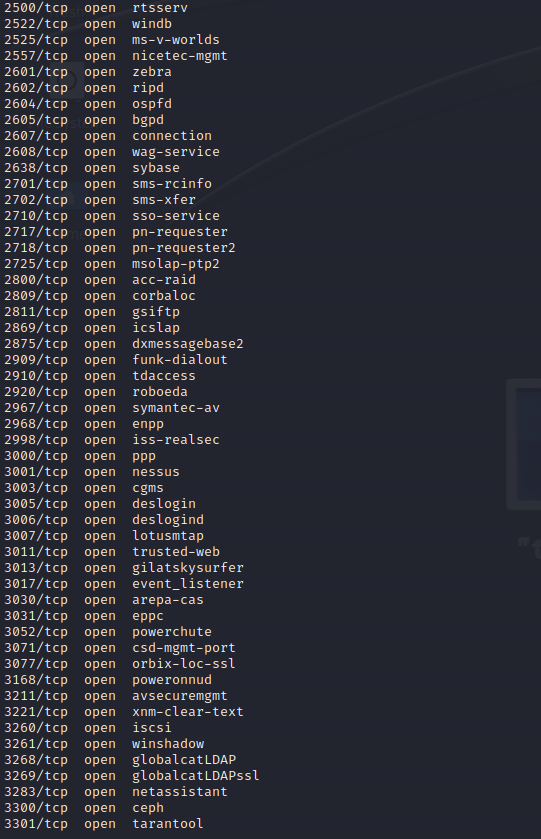 2500/tcp open rtsserv
2522/tcp open windb
2525/tcp open ms-v-worlds
2557/tcp open nicetec-mgmt
2601/tcp open zebra
2602/tcp open ripd
2604/tcp open ospfd
2605/tcp open bgpd
2607/tcp open connection
2608/tcp open wag-service
2638/tcp open sybase
2701/tcp open sms-rcinfo
2702/tcp open sms-xfer
2710/tcp open sso-service
2717/tcp open pn-requester
2718/tcp open pn-requester2
2725/tcp open msolap-ptp2
2800/tcp open acc-raid
2809/tcp open corbaloc
2811/tcp open gsiftp
2869/tcp open icslap
2875/tcp open dxmessagebase2
2909/tcp open funk-dialout
2910/tcp open tdaccess
2920/tcp open roboeda
2967/tcp open symantec-av
2968/tcp open enpp
2998/tcp open iss-realsec
3000/tcp open ppp
3001/tcp open nessus
3003/tcp open cgms
3005/tcp open deslogin
3006/tcp open deslogind
3007/tcp open lotusmtap
3011/tcp open trusted-web
3013/tcp open gilatskysurfer
3017/tcp open event_listener
3030/tcp open arepa-cas
3031/tcp open eppc
3052/tcp open powerchute
3071/tcp open csd-mgmt-port
3077/tcp open orbix-loc-ssl
3168/tcp open poweronnud
3211/tcp open avsecuremgmt
3221/tcp open xnm-clear-text
3260/tcp open iscsi
3261/tcp open winshadow
3268/tcp open globalcatLDAP
3269/tcp open globalcatLDAPssl
3283/tcp open netassistant
3300/tcp open ceph
3301/tcp open tarantool